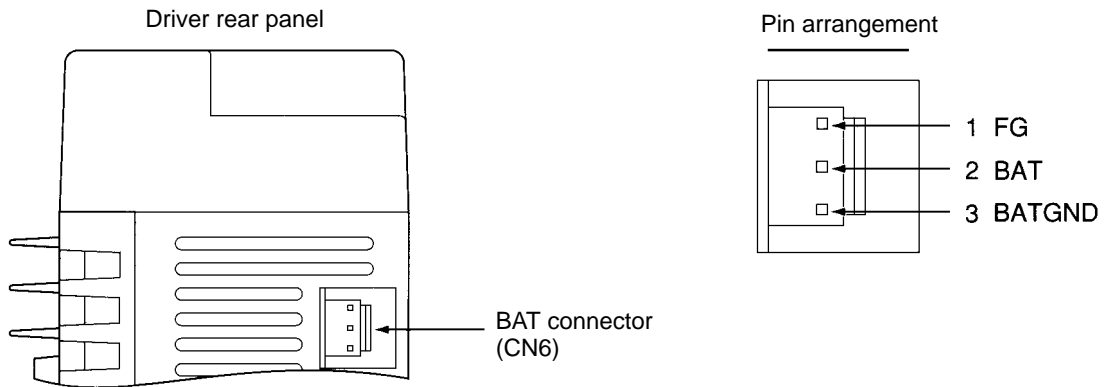 Driver rear panel
Pin arrangement
1 FG
2 BAT
3 BATGND
BAT connector
(CN6)